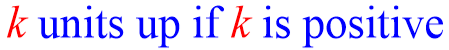 k units up if k is positive